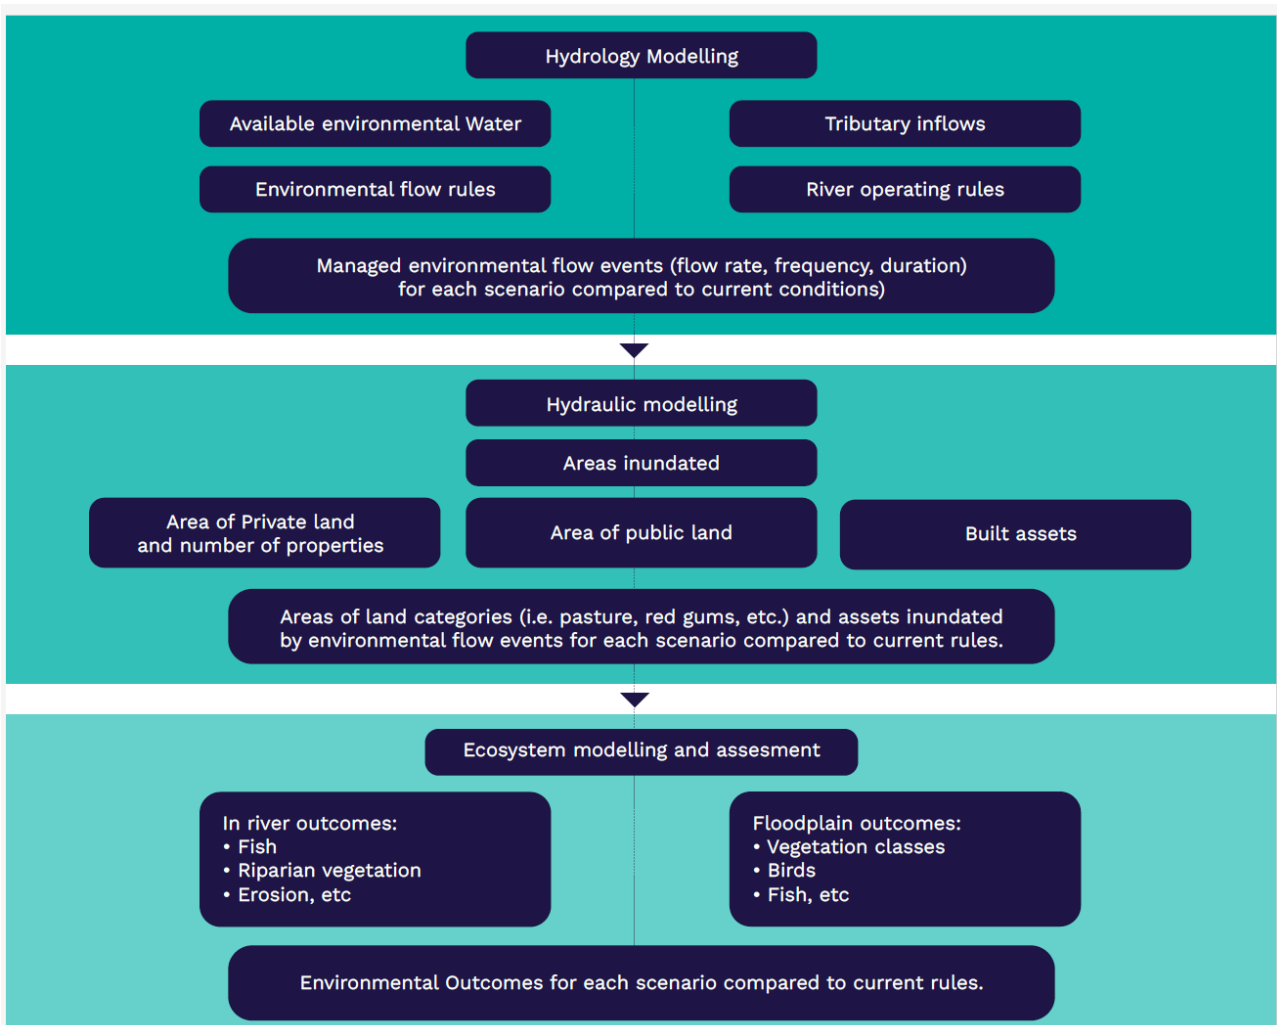 Hydrology Modelling
Available environmental Water
Tributary inflows
Environmental flow rules
River operating rules
Managed environmental flow events (flow rate, frequency, duration)
for each scenario compared to current conditions)
Hydraulic modelling
Areas inundated
Area of Private land
and number of properties
Area of public land
Built assets
Areas of land categories (i.e. pasture, red gums, etc.) and assets inundated
by environmental flow events for each scenario compared to current rules.
Ecosystem modelling and assesment
In river outcomes:
• Fish
• Riparian vegetation
• Erosion, etc
Floodplain outcomes:
• Vegetation classes
• Birds
• Fish, etc
Environmental Outcomes for each scenario compared to current rules.